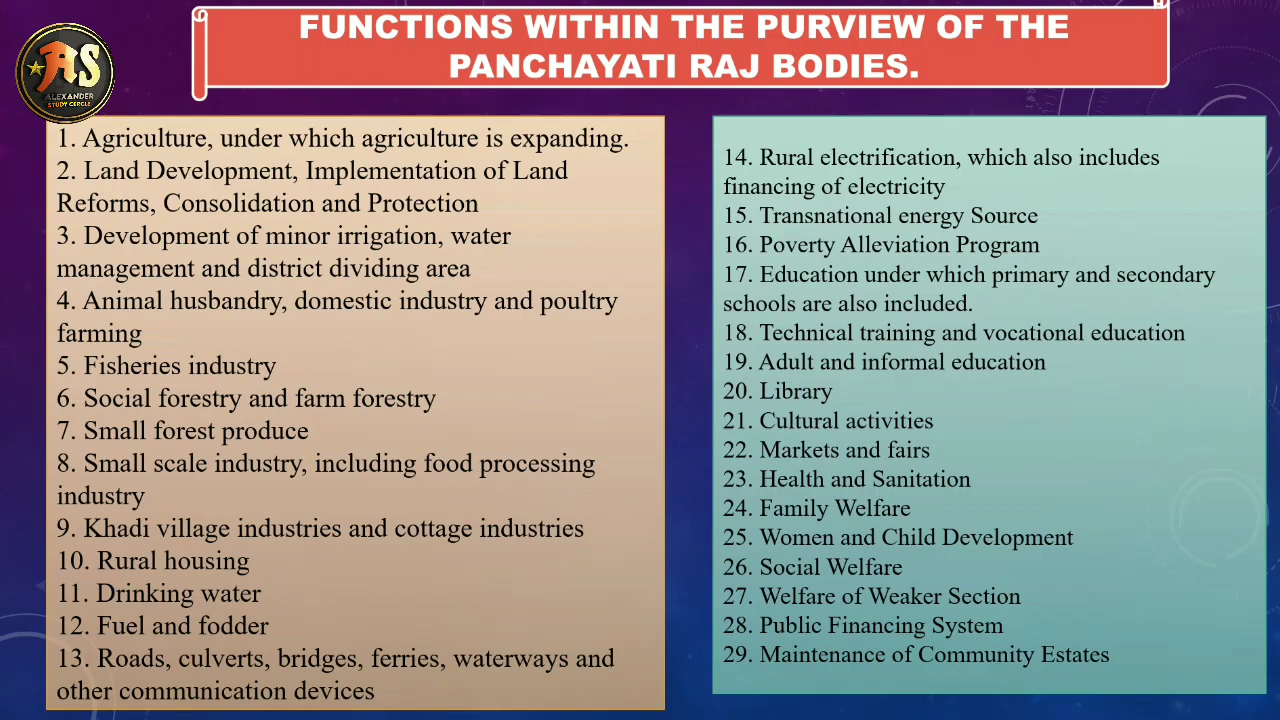 FUNCTIONS WITHIN THE PURVIEW OF THE
PANCHAYATI RAJ BODIES.
AS
ALEXANDER
STUDY CERCLE
1. Agriculture, under which agriculture is expanding.
2. Land Development, Implementation of Land
Reforms, Consolidation and Protection
3. Development of minor irrigation, water
management and district dividing area
4. Animal husbandry, domestic industry and poultry
farming
5. Fisheries industry
6. Social forestry and farm forestry
7. Small forest produce
8. Small scale industry, including food processing
industry
9. Khadi village industries and cottage industries
10. Rural housing
11. Drinking water
12. Fuel and fodder
13. Roads, culverts, bridges, ferries, waterways and
other communication devices
14. Rural electrification, which also includes
financing of electricity
15. Transnational energy Source
16. Poverty Alleviation Program
17. Education under which primary and secondary
schools are also included.
18. Technical training and vocational education
19. Adult and informal education
20. Library
21. Cultural activities
22. Markets and fairs
23. Health and Sanitation
24. Family Welfare
25. Women and Child Development
26. Social Welfare
27. Welfare of Weaker Section
28. Public Financing System
29. Maintenance of Community Estates